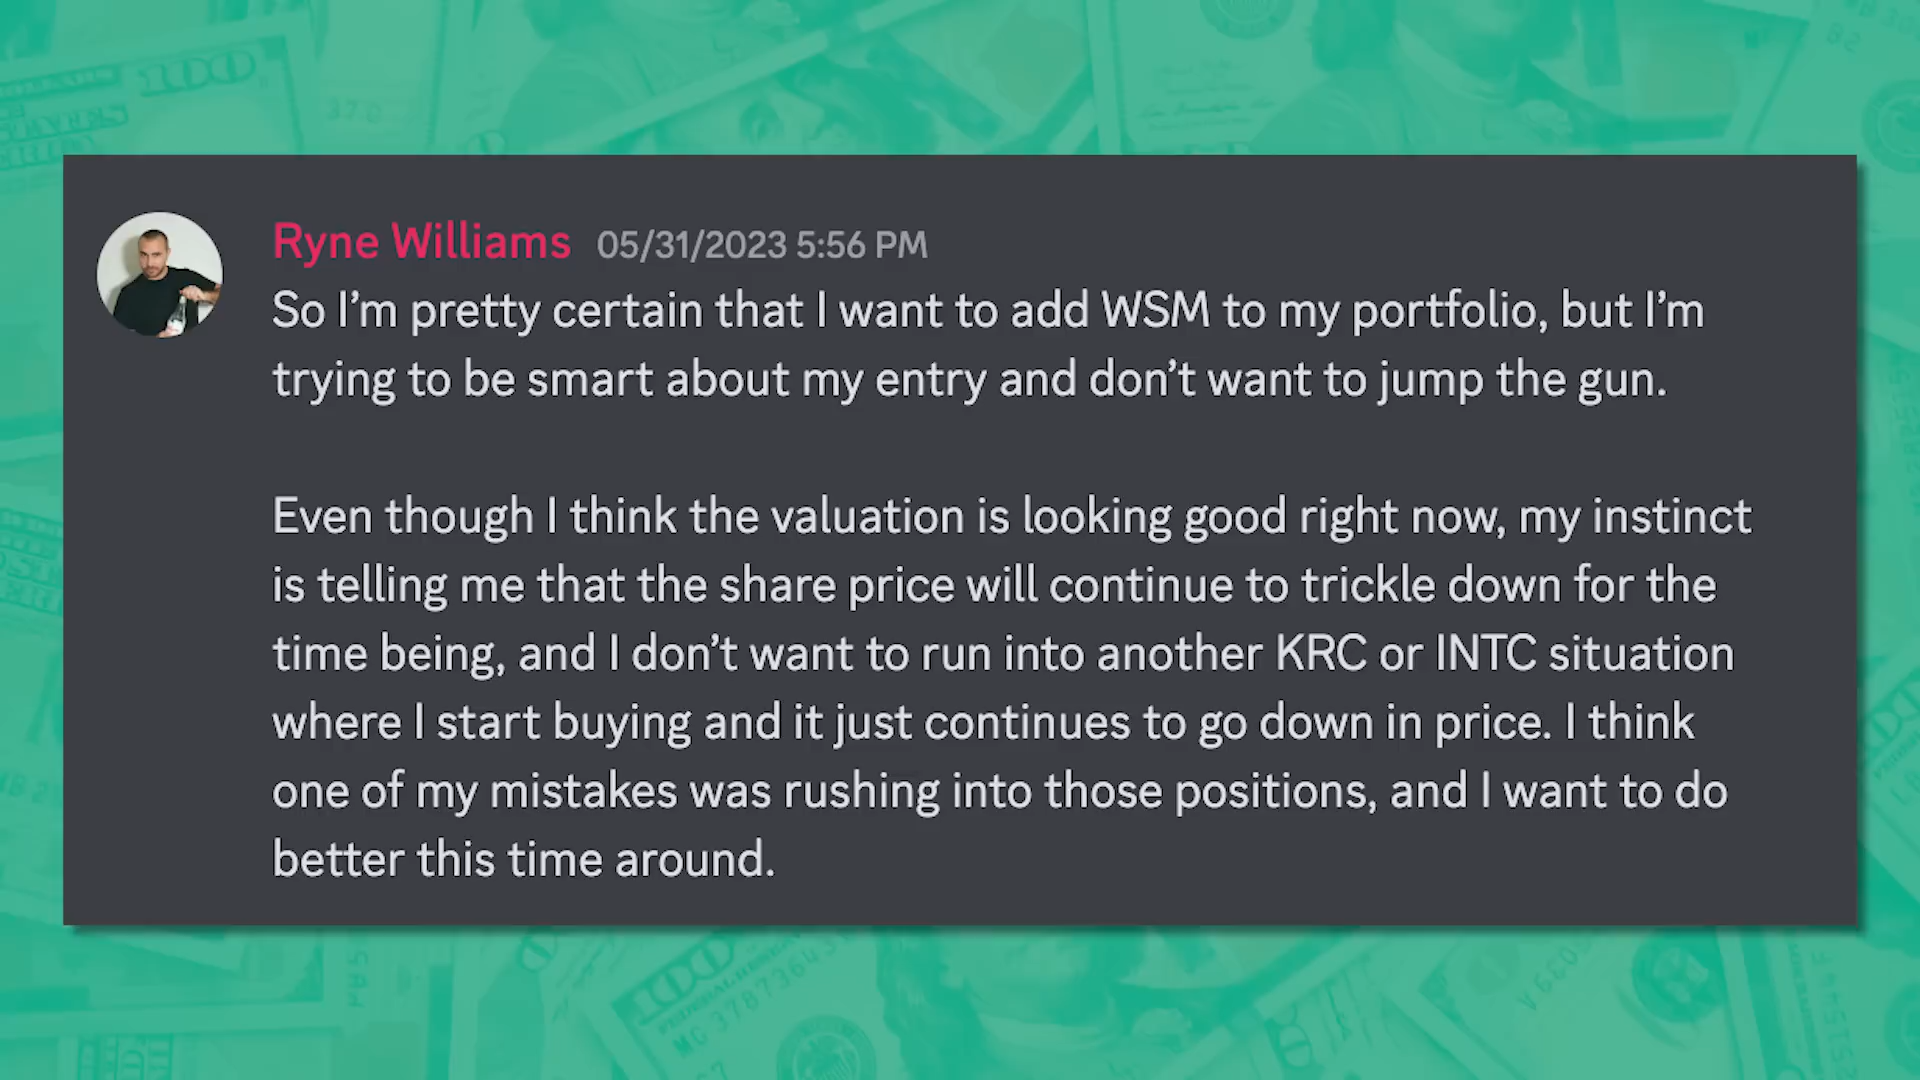 Ryne Williams 05/31/2023 5:56 PM
So I'm pretty certain that I want to add WSM to my portfolio, but I'm
trying to be smart about my entry and don't want to jump the gun.
Even though I think the valuation is looking good right now, my instinct
is telling me that the share price will continue to trickle down for the
time being, and I don't want to run into another KRC or INTC situation
where I start buying and it just continues to go down in price. I think
one of my mistakes was rushing into those positions, and I want to do
better this time around.